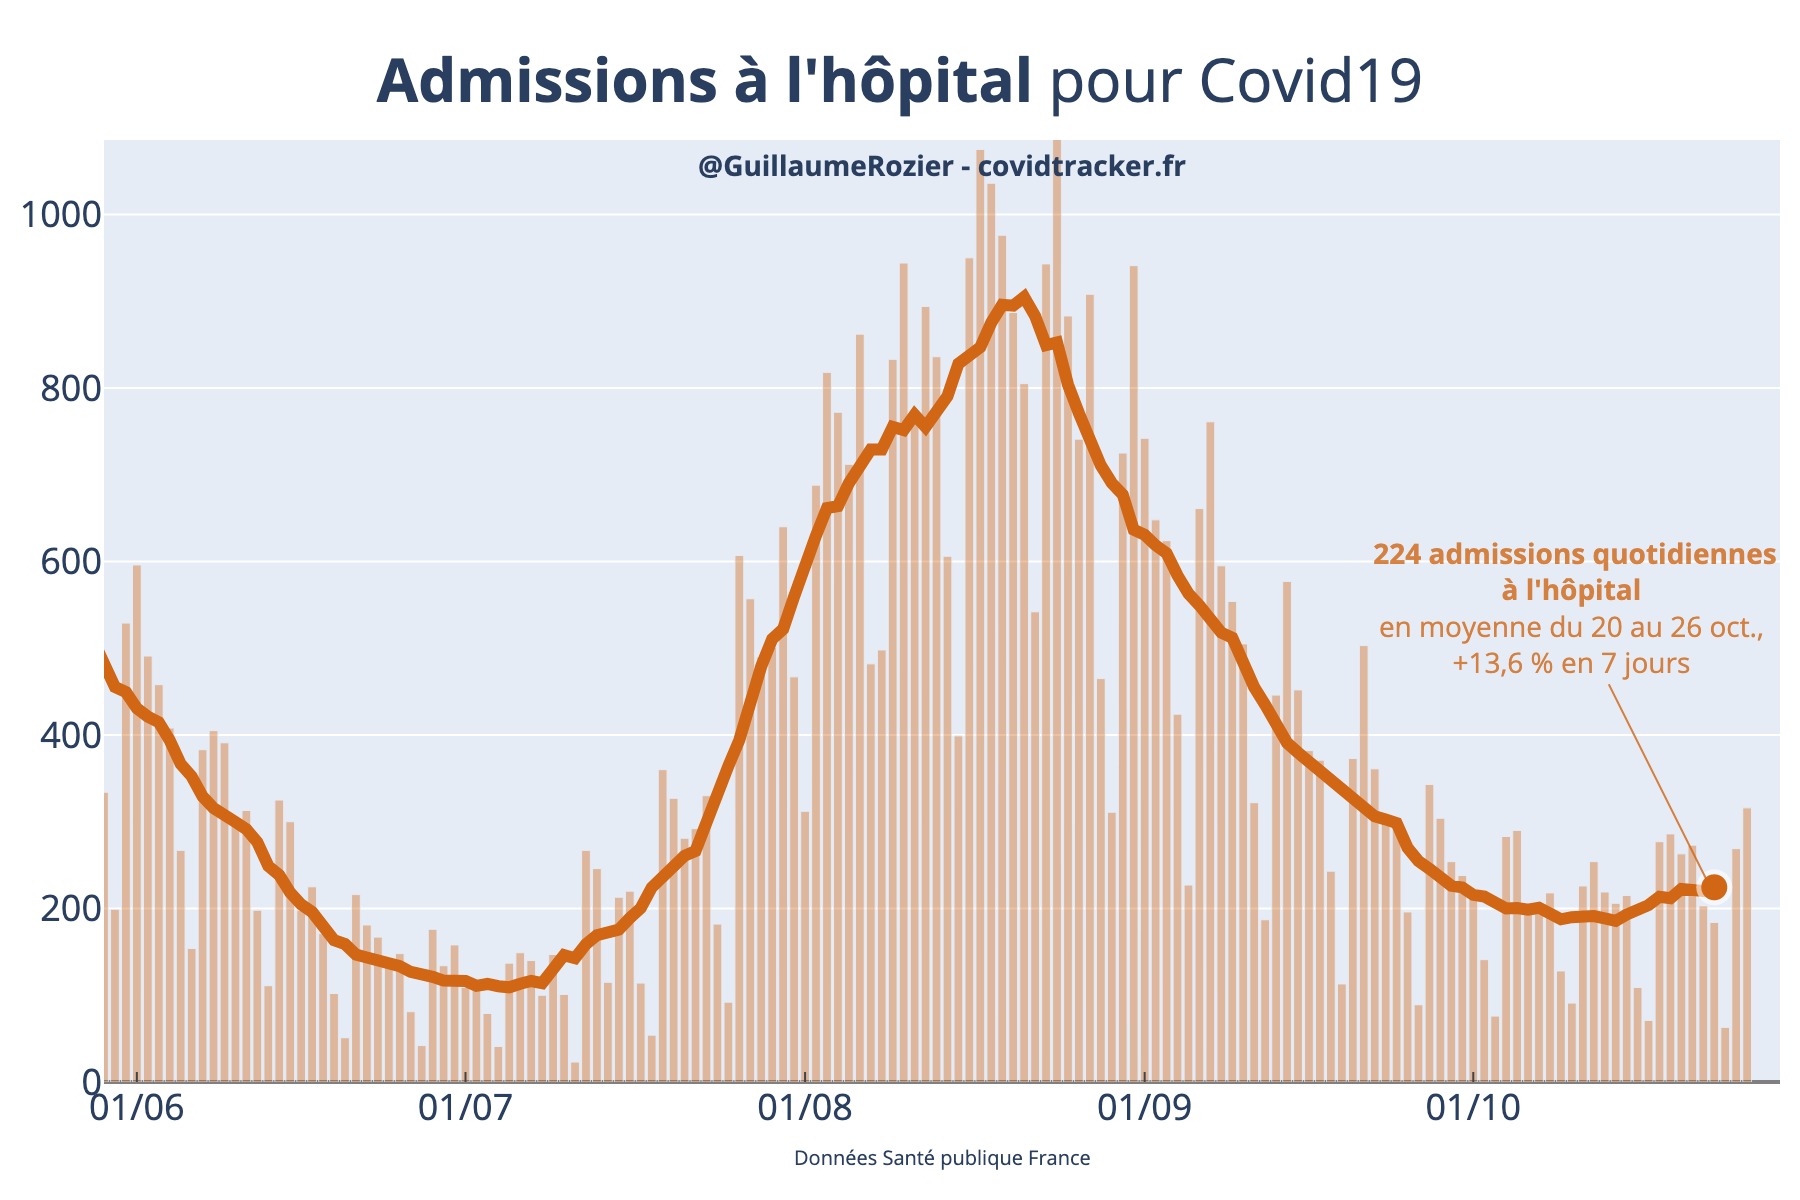 Admissions à l'hôpital pour Covid19
@GuillaumeRozier - covidtracker.fr
1000
800
600
400
200
0
224 admissions quotidiennes
à l'hôpital
en moyenne du 20 au 26 oct.,
+13,6 % en 7 jours
01/06 01/07 01/08 01/09 01/10
Données Santé publique France